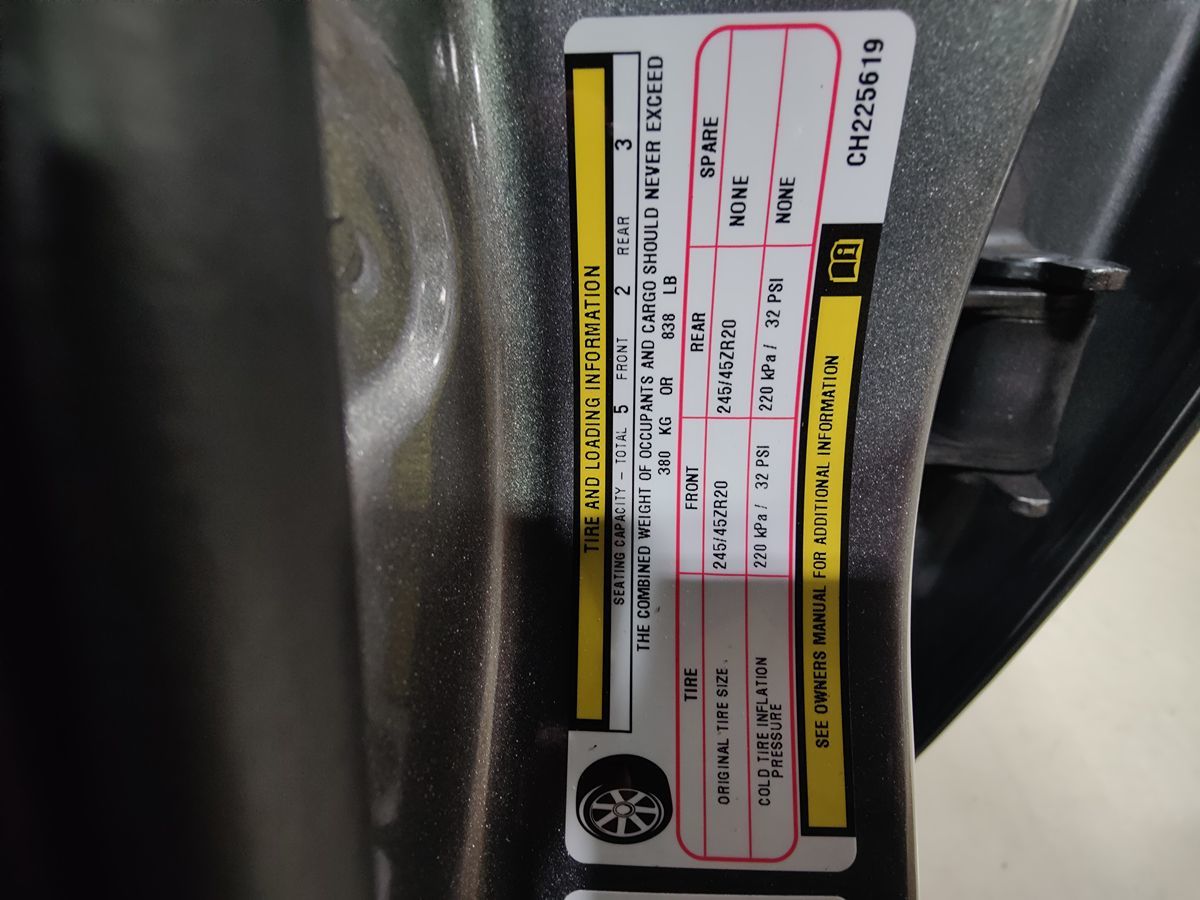 TIRE AND LOADING INFORMATION
SEATING CAPACITY - TOTAL 5 FRONT 2 REAR 3
THE COMBINED WEIGHT OF OCCUPANTS AND CARGO SHOULD NEVER EXCEED
380 KG OR 838 LB
TIRE FRONT REAR SPARE
ORIGINAL TIRE SIZE 245/45ZR20 245/45ZR20 NONE
COLD TIRE INFLATION PRESSURE 220 kPa / 32 PSI 220 kPa / 32 PSI NONE
SEE OWNERS MANUAL FOR ADDITIONAL INFORMATION
CH225619